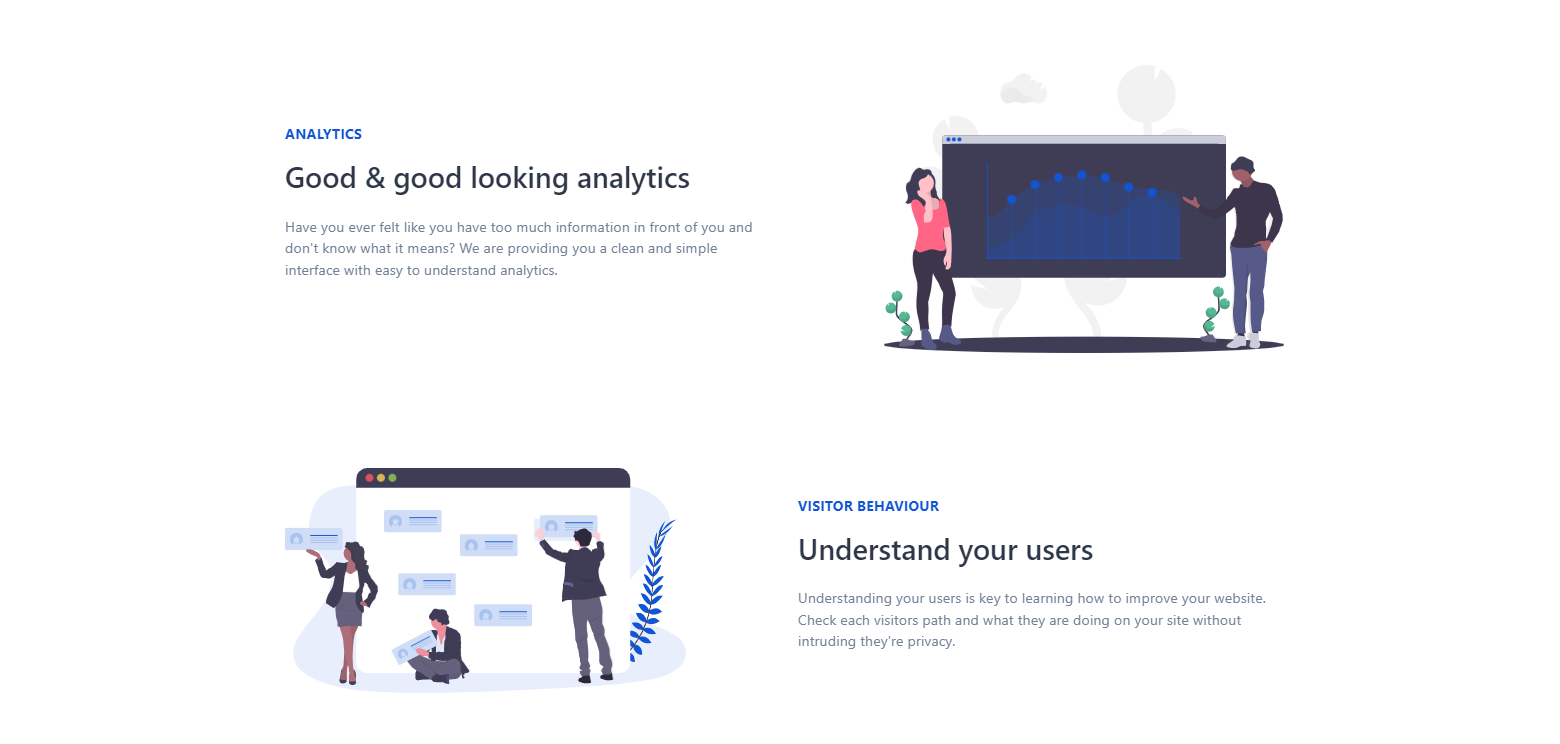 ANALYTICS
Good & good looking analytics
Have you ever felt like you have too much information in front of you and
don't know what it means? We are providing you a clean and simple
interface with easy to understand analytics.
VISITOR BEHAVIOUR
Understand your users
Understanding your users is key to learning how to improve your website.
Check each visitors path and what they are doing on your site without
intruding they're privacy.